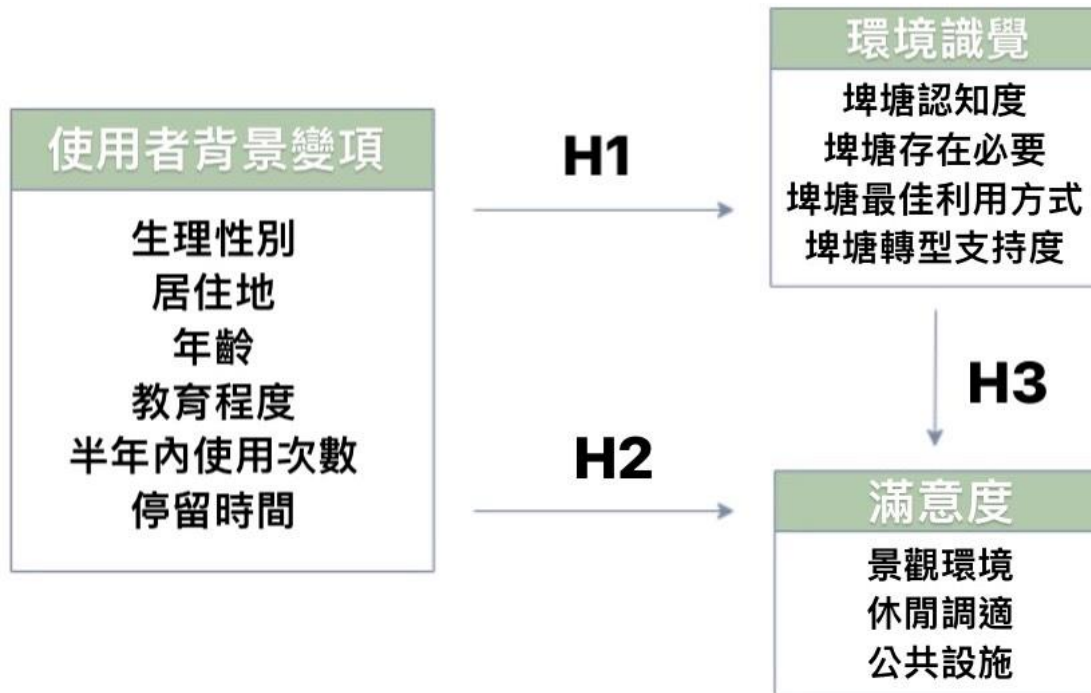 使用者背景變項
生理性別
居住地
年齡
教育程度
半年內使用次數
停留時間
H1
H2
環境識覺
埤塘認知度
埤塘存在必要
埤塘最佳利用方式
埤塘轉型支持度
H3
滿意度
景觀環境
休閒調適
公共設施